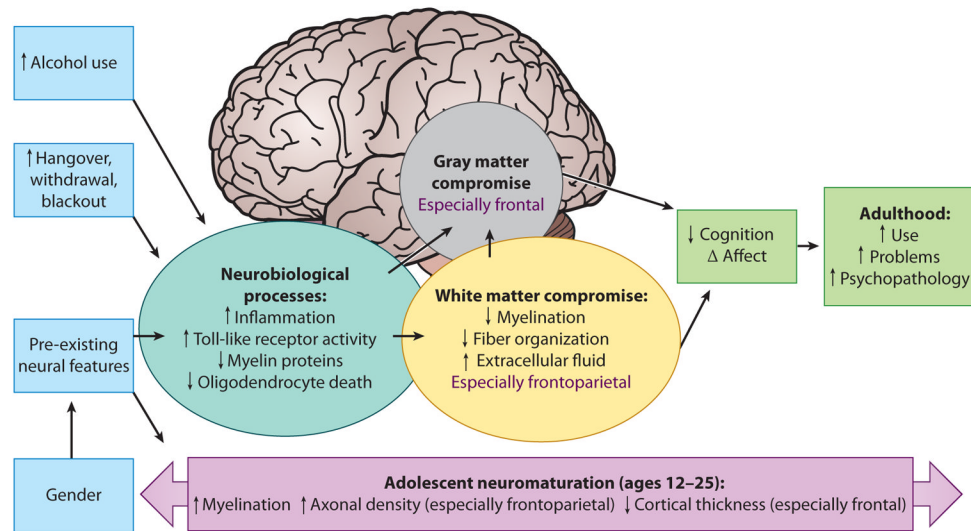 ↑ Alcohol use
↑ Hangover,
withdrawal,
blackout
Pre-existing
neural features
Gender
Neurobiological
processes:
↑ Inflammation
↑ Toll-like receptor activity
↓ Myelin proteins
↓ Oligodendrocyte death
Gray matter
compromise
Especially frontal
White matter compromise:
↓ Myelination
↓ Fiber organization
↑ Extracellular fluid
Especially frontoparietal
↓ Cognition
Δ Affect
Adulthood:
↑ Use
↑ Problems
↑ Psychopathology
Adolescent neuromaturation (ages 12–25):
↑ Myelination ↑ Axonal density (especially frontoparietal) ↓ Cortical thickness (especially frontal)